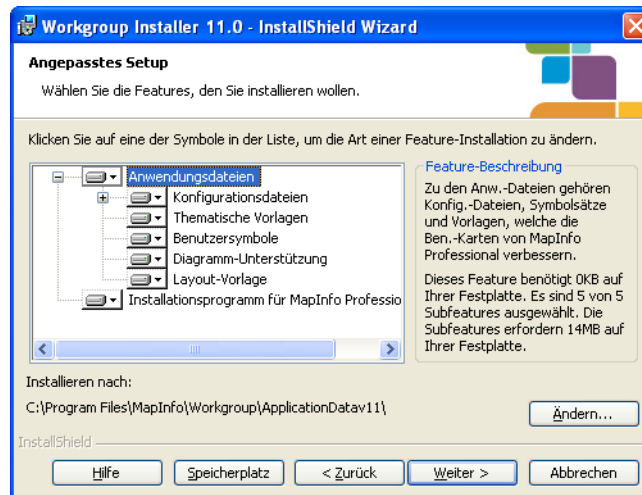 Workgroup Installer 11.0 - InstallShield Wizard
Angepasstes Setup
Wählen Sie die Features, den Sie installieren wollen.
Klicken Sie auf eine der Symbole in der Liste, um die Art einer Feature-Installation zu ändern.
Anwendungsdateien
Konfigurationsdateien
Thematische Vorlagen
Benutzersymbole
Diagramm-Unterstützung
Layout-Vorlage
Installationsprogramm für MapInfo Professio
Feature-Beschreibung
Zu den Anw.-Dateien gehören
Konfig.-Dateien, Symbolsätze
und Vorlagen, welche die
Ben.-Karten von MapInfo
Professional verbessern.
Dieses Feature benötigt 0KB auf
Ihrer Festplatte. Es sind 5 von 5
Subfeatures ausgewählt. Die
Subfeatures erfordern 14MB auf
Ihrer Festplatte.
Installieren nach:
C:\Program Files\MapInfo\Workgroup\ApplicationDatav11\
Ändern...
InstallShield
Hilfe
Speicherplatz
< Zurück
Weiter >
Abbrechen